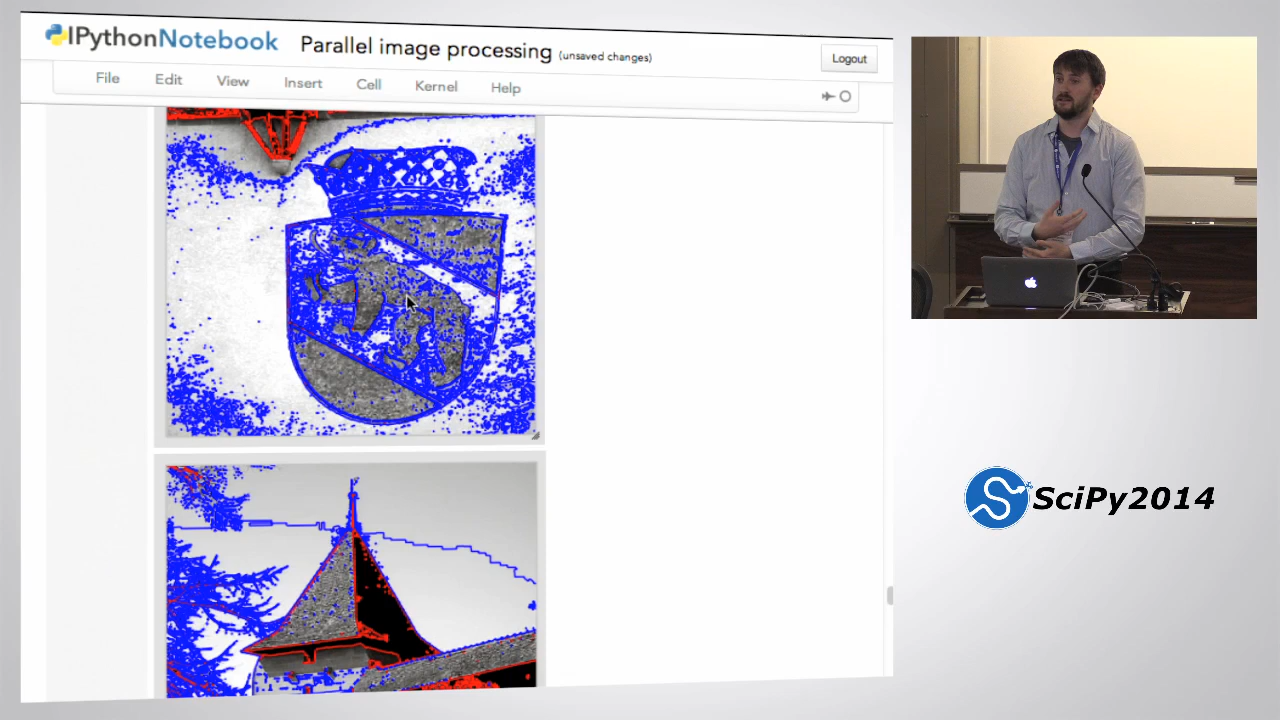 IPythonNotebook Parallel image processing (unsaved changes) Logout
File Edit View Insert Cell Kernel Help
SciPy2014